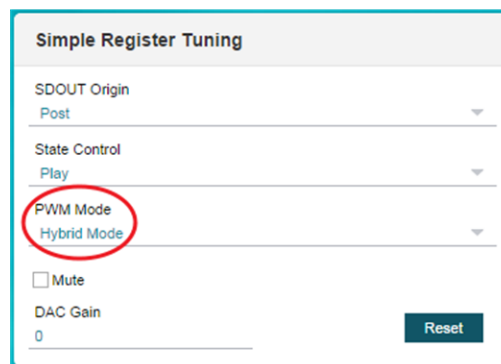 Simple Register Tuning
SDOUT Origin
Post
State Control
Play
PWM Mode
Hybrid Mode
Mute
DAC Gain
0
Reset